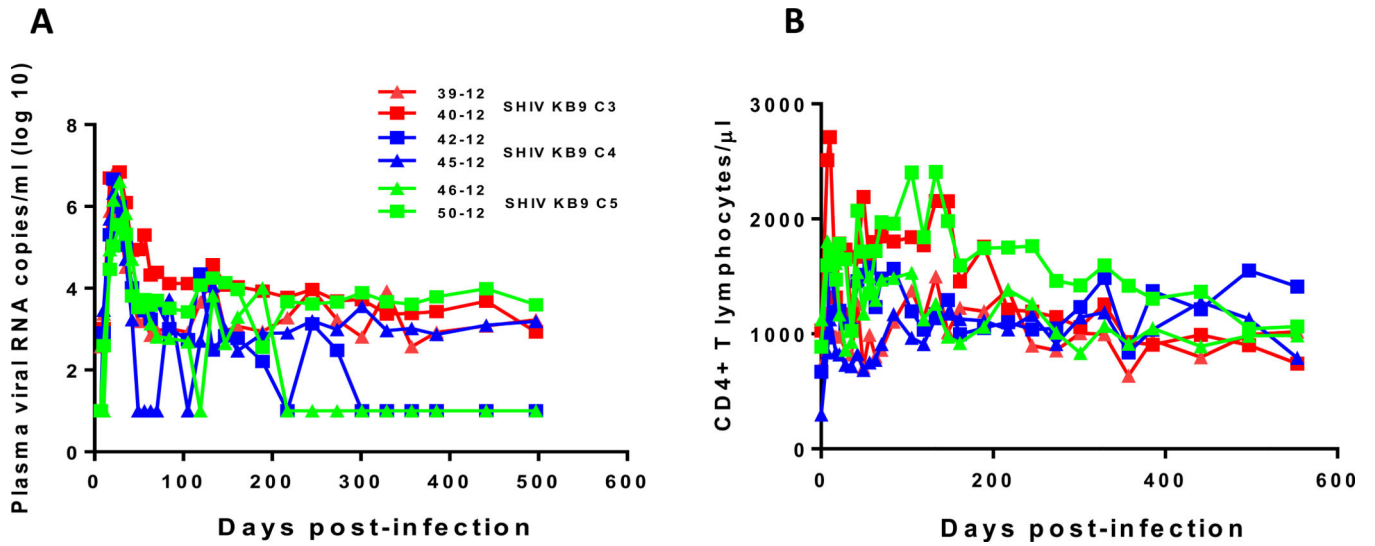 A
Plasma viral RNA copies/ml (log 10)
8
6
4
2
0
0 100 200 300 400 500 600
Days post-infection
39-12
40-12
SHIV KB9 C3
42-12
45-12
SHIV KB9 C4
46-12
50-12
SHIV KB9 C5
B
CD4+ T lymphocytes/μl
3000
2000
1000
0
0 200 400 600
Days post-infection